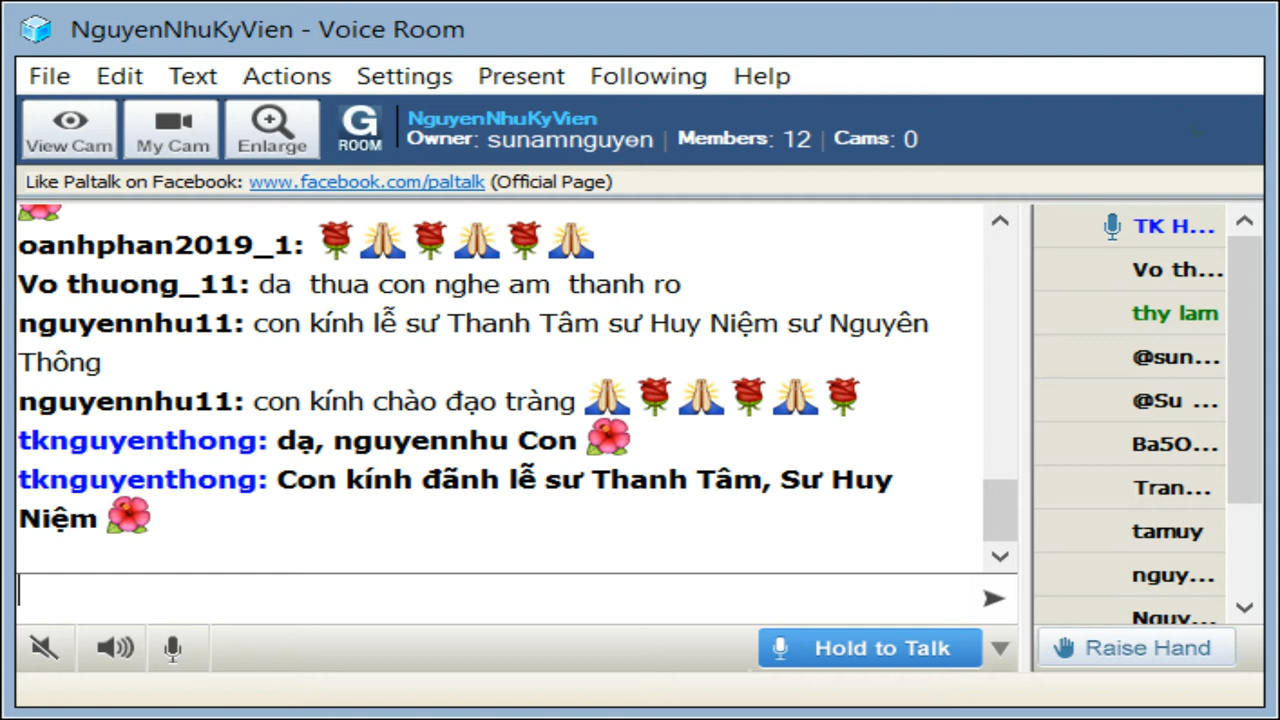 NguyenNhuKyVien - Voice Room
File Edit Text Actions Settings Present Following Help
View Cam My Cam Enlarge G ROOM
NguyenNhuKyVien
Owner: sunamnguyen | Members: 12 | Cams: 0
Like Paltalk on Facebook: www.facebook.com/paltalk (Official Page)
oanhphan2019_1:
Vo thuong_11: da thua con nghe am thanh ro
nguyennhu11: con kính lễ sư Thanh Tâm sư Huy Niệm sư Nguyên
Thông
nguyennhu11: con kính chào đạo tràng
tknguyenthong: dạ, nguyennhu Con
tknguyenthong: Con kính đãnh lễ sư Thanh Tâm, Sư Huy
Niệm
TK H...
Vo th...
thy lam
@sun...
@Su ...
Ba5O...
Tran...
tamuy
nguy...
Nguy...
Hold to Talk
Raise Hand